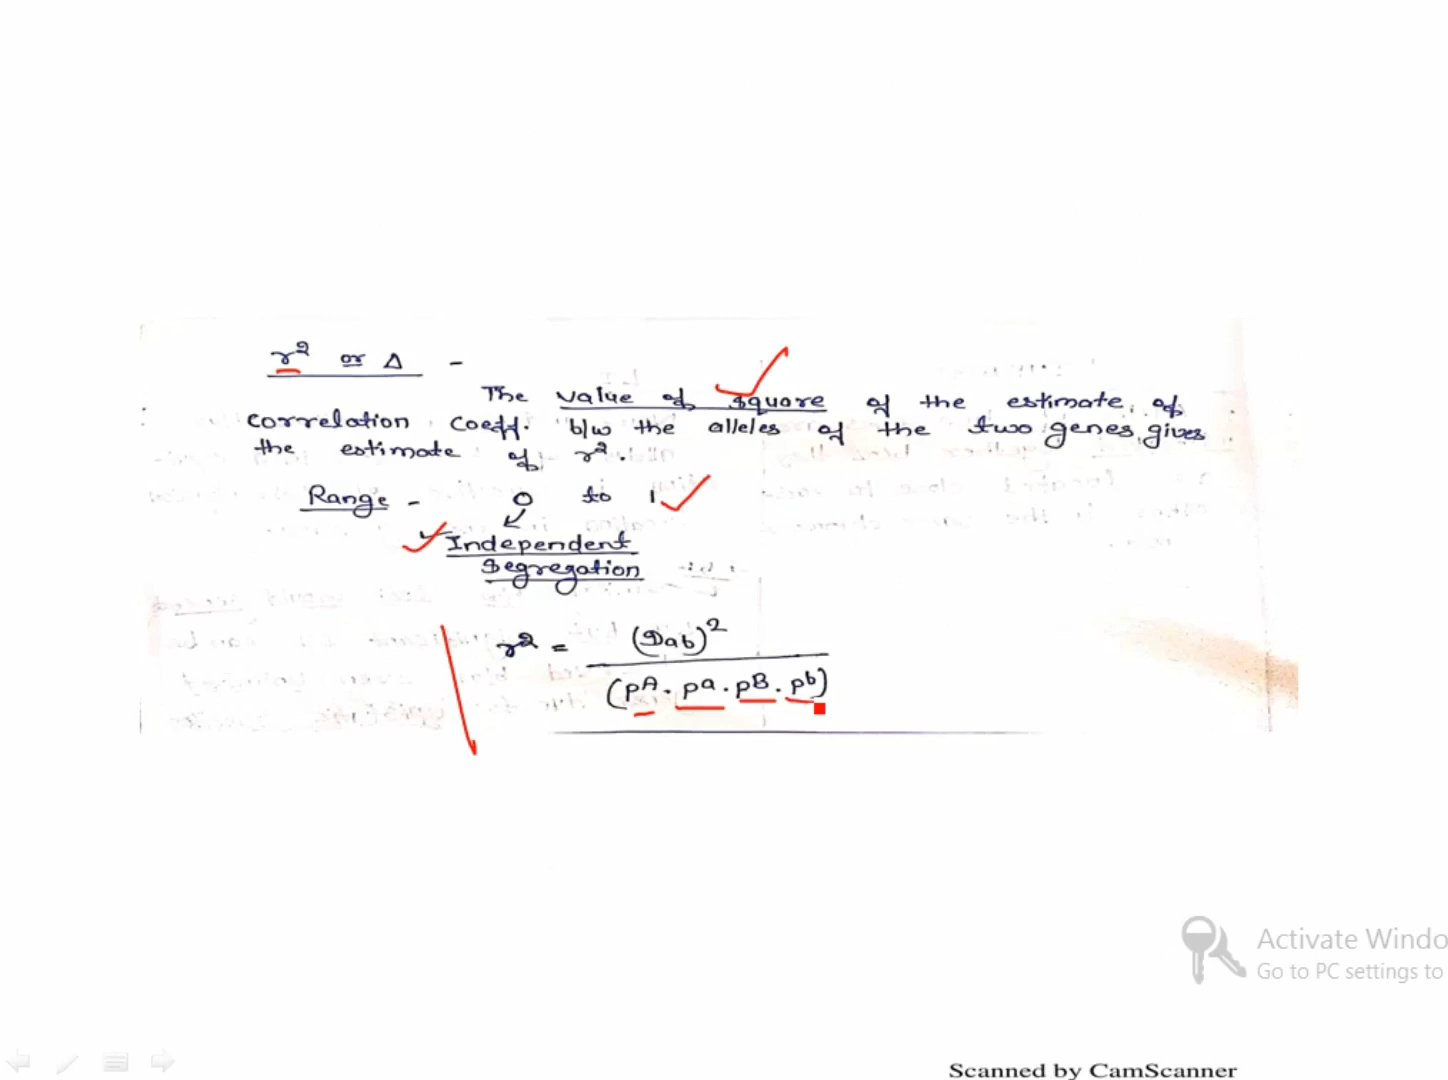 r² or Δ -
The value of square of the estimate of
correlation coeff. b/w the alleles of the two genes gives
the estimate of r².
Range - 0 to 1
Independent
Segregation
r² = (Dab)²
(pA . pa . pB . pb)
Activate Windo
Go to PC settings to
Scanned by CamScanner